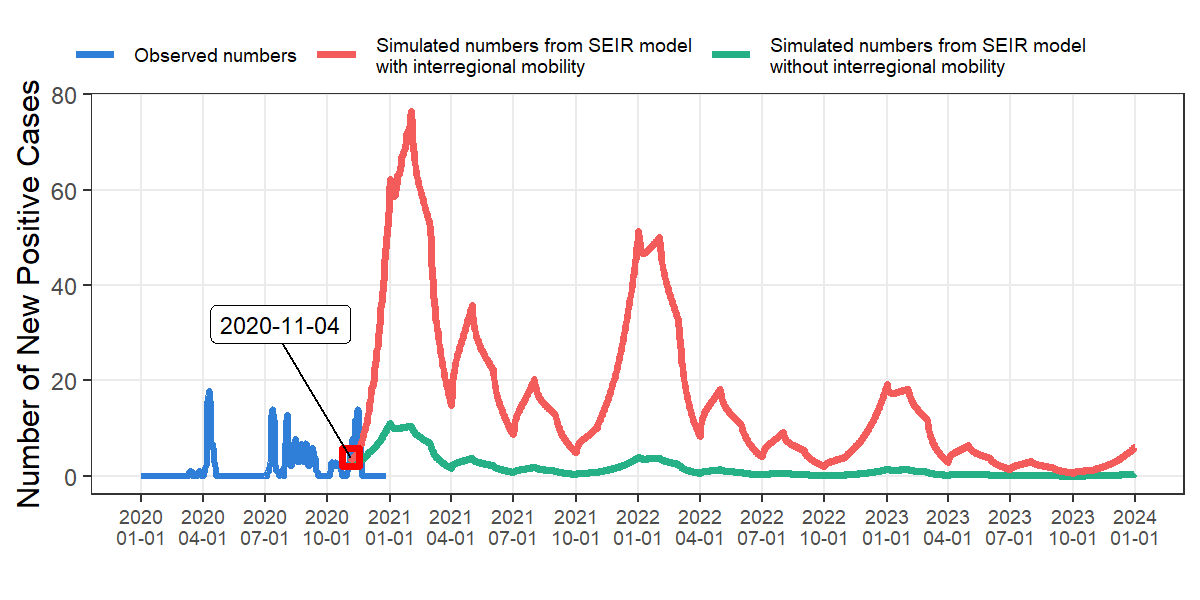 Observed numbers
Simulated numbers from SEIR model
with interregional mobility
Simulated numbers from SEIR model
without interregional mobility
Number of New Positive Cases
80
60
40
20
0
2020-11-04
2020 2020 2020 2020 2021 2021 2021 2021 2022 2022 2022 2022 2023 2023 2023 2023 2024
01-01 04-01 07-01 10-01 01-01 04-01 07-01 10-01 01-01 04-01 07-01 10-01 01-01 04-01 07-01 10-01 01-01